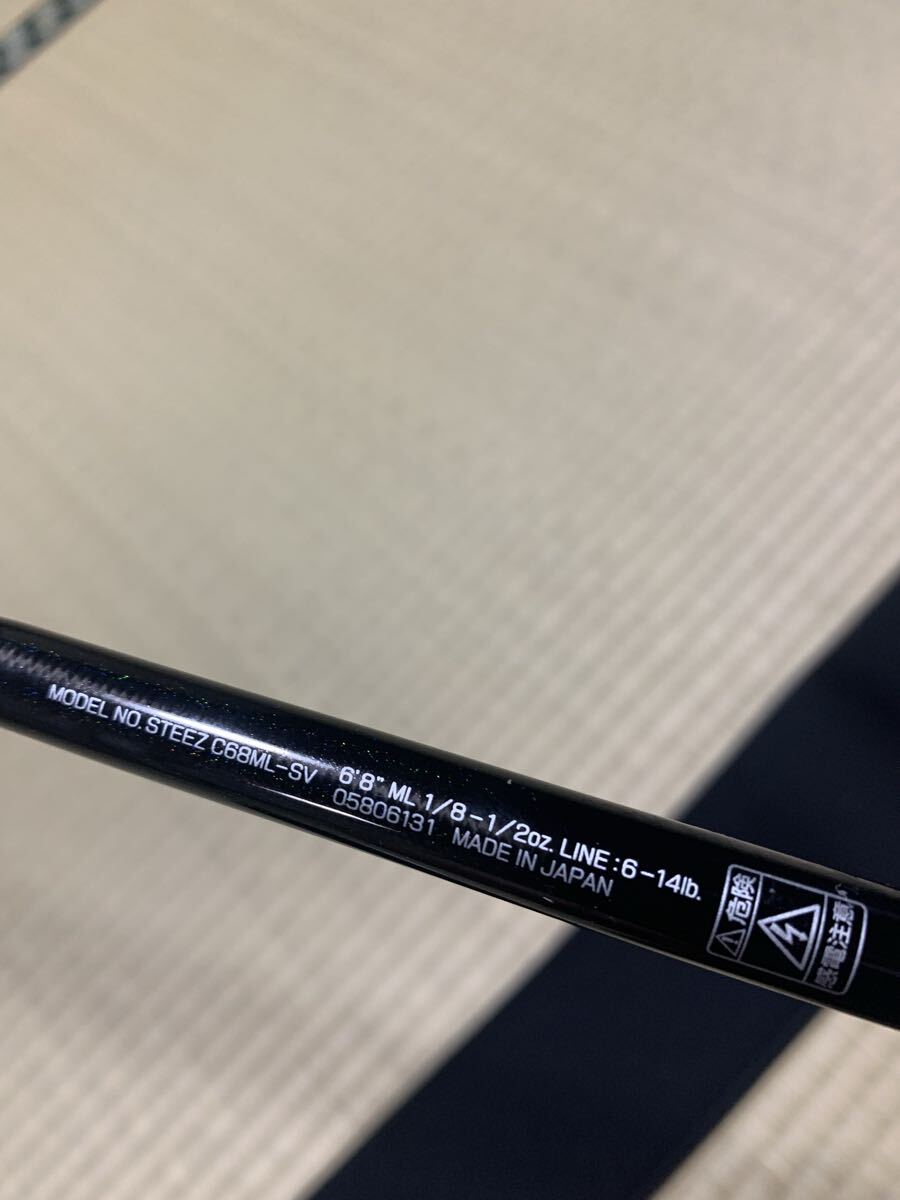 MODEL NO. STEEZ C68ML-SV 6'8" ML 1/8-1/2oz. LINE:6-14lb.
05806131 MADE IN JAPAN
危険
感電注意